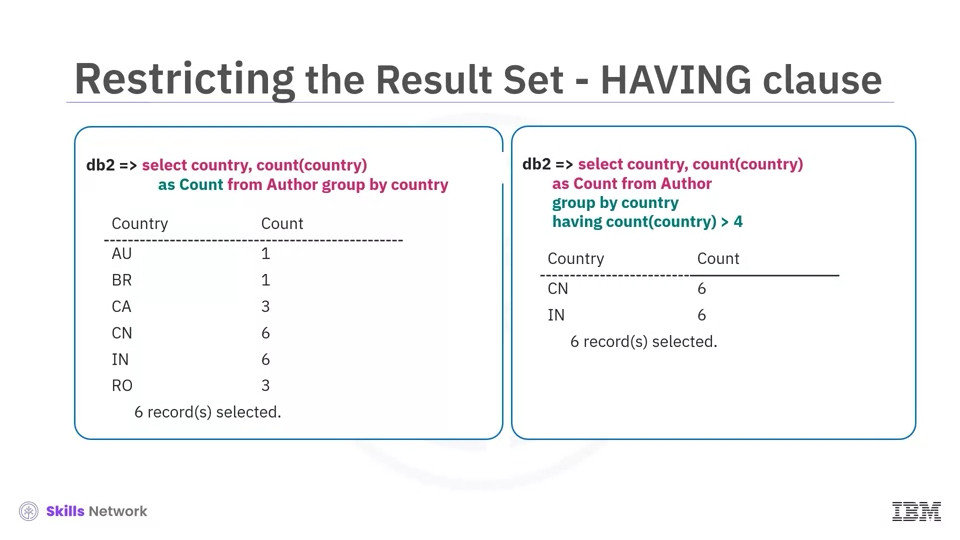 Restricting the Result Set - HAVING clause
db2 => select country, count(country)
as Count from Author group by country
Country Count
AU 1
BR 1
CA 3
CN 6
IN 6
RO 3
6 record(s) selected.
db2 => select country, count(country)
as Count from Author
group by country
having count(country) > 4
Country Count
CN 6
IN 6
6 record(s) selected.
Skills Network
IBM